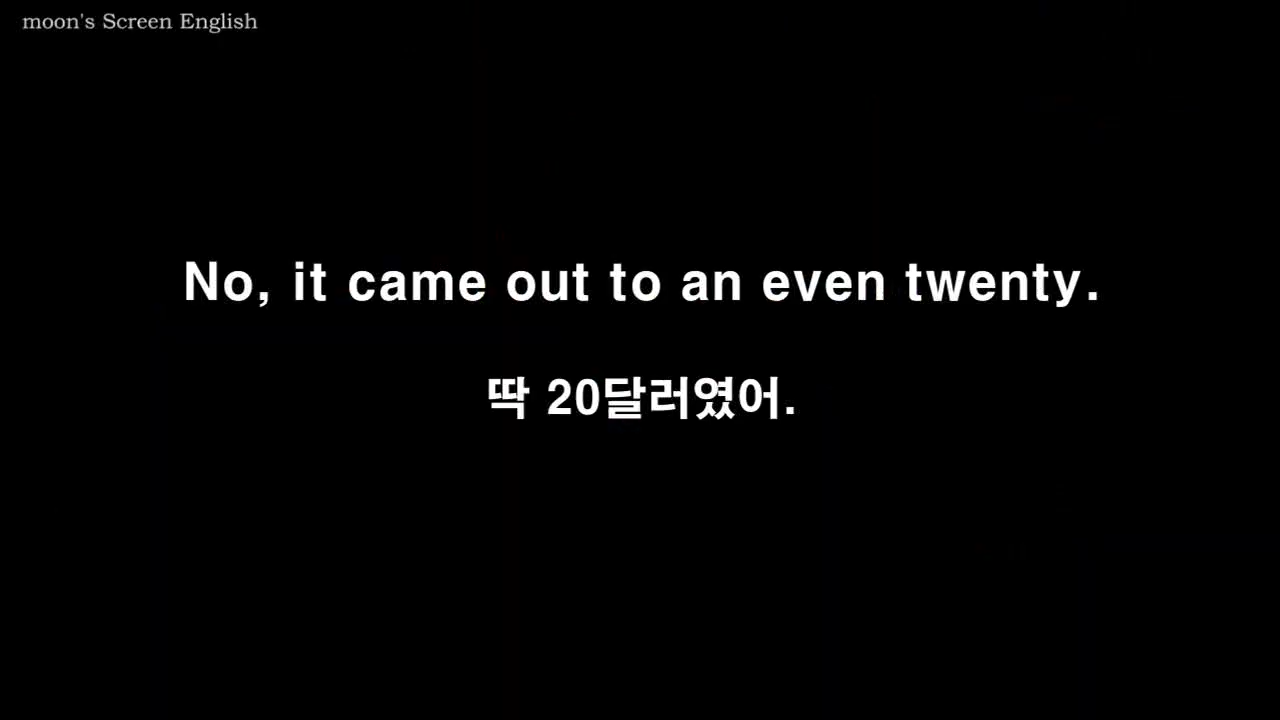 moon's Screen English
No, it came out to an even twenty.
딱 20달러였어.